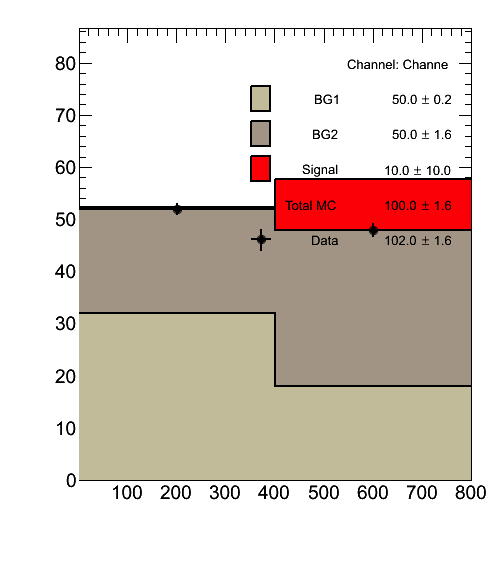 Channel: Channe
BG1 50.0 ± 0.2
BG2 50.0 ± 1.6
Signal 10.0 ± 10.0
Total MC 100.0 ± 1.6
Data 102.0 ± 1.6
80
70
60
50
40
30
20
10
0
100 200 300 400 500 600 700 800